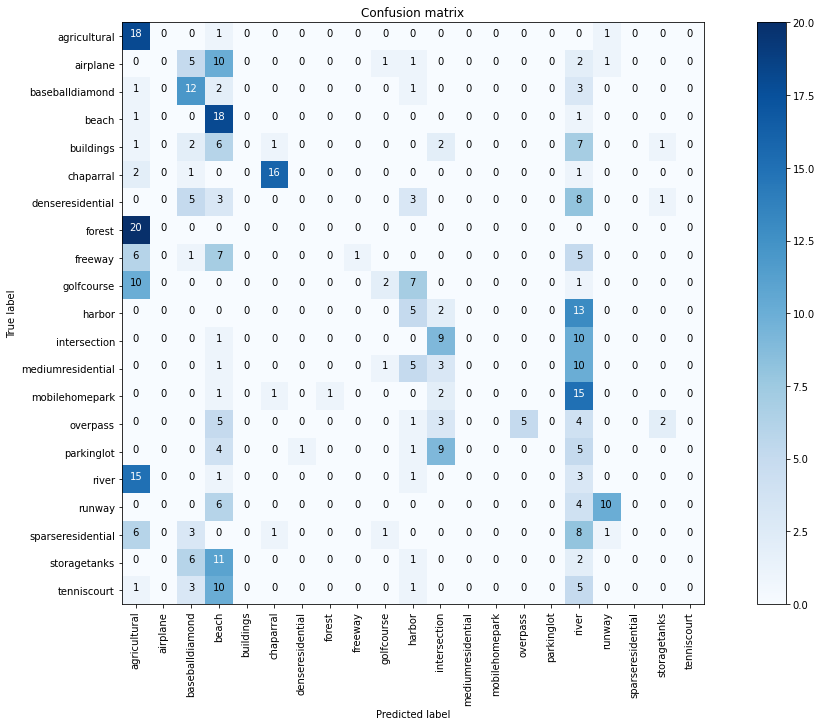 Confusion matrix
True label
agricultural 18 0 0 1 0 0 0 0 0 0 0 0 0 0 0 0 0 1 0 0 0
airplane 0 0 5 10 0 0 0 0 0 1 1 0 0 0 0 0 2 1 0 0 0
baseballdiamond 1 0 12 2 0 0 0 0 0 0 1 0 0 0 0 0 3 0 0 0 0
beach 1 0 0 18 0 0 0 0 0 0 0 0 0 0 0 0 1 0 0 0 0
buildings 1 0 2 6 0 1 0 0 0 0 0 2 0 0 0 0 7 0 0 1 0
chaparral 2 0 1 0 0 16 0 0 0 0 0 0 0 0 0 0 1 0 0 0 0
denseresidential 0 0 5 3 0 0 0 0 0 0 3 0 0 0 0 0 8 0 0 1 0
forest 20 0 0 0 0 0 0 0 0 0 0 0 0 0 0 0 0 0 0 0 0
freeway 6 0 1 7 0 0 0 0 1 0 0 0 0 0 0 0 5 0 0 0 0
golfcourse 10 0 0 0 0 0 0 0 0 2 7 0 0 0 0 0 1 0 0 0 0
harbor 0 0 0 0 0 0 0 0 0 0 5 2 0 0 0 0 13 0 0 0 0
intersection 0 0 0 1 0 0 0 0 0 0 0 9 0 0 0 0 10 0 0 0 0
mediumresidential 0 0 0 1 0 0 0 0 0 1 5 3 0 0 0 0 10 0 0 0 0
mobilehomepark 0 0 0 1 0 1 0 1 0 0 0 2 0 0 0 0 15 0 0 0 0
overpass 0 0 0 5 0 0 0 0 0 0 1 3 0 0 5 0 4 0 0 2 0
parkinglot 0 0 0 4 0 0 1 0 0 0 1 9 0 0 0 0 5 0 0 0 0
river 15 0 0 1 0 0 0 0 0 0 1 0 0 0 0 0 3 0 0 0 0
runway 0 0 0 6 0 0 0 0 0 0 0 0 0 0 0 0 4 10 0 0 0
sparseresidential 6 0 3 0 0 1 0 0 0 1 0 0 0 0 0 0 8 1 0 0 0
storagetanks 0 0 6 11 0 0 0 0 0 0 1 0 0 0 0 0 2 0 0 0 0
tenniscourt 1 0 3 10 0 0 0 0 0 0 1 0 0 0 0 0 5 0 0 0 0
agricultural
airplane
baseballdiamond
beach
buildings
chaparral
denseresidential
forest
freeway
golfcourse
harbor
intersection
mediumresidential
mobilehomepark
overpass
parkinglot
river
runway
sparseresidential
storagetanks
tenniscourt
Predicted label
20.0
17.5
15.0
12.5
10.0
7.5
5.0
2.5
0.0